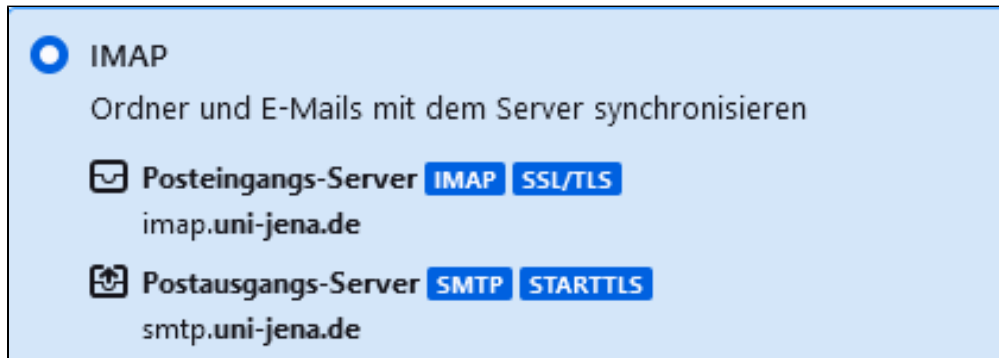 IMAP
Ordner und E-Mails mit dem Server synchronisieren
Posteingangs-Server IMAP SSL/TLS
imap.uni-jena.de
Postausgangs-Server SMTP STARTTLS
smtp.uni-jena.de